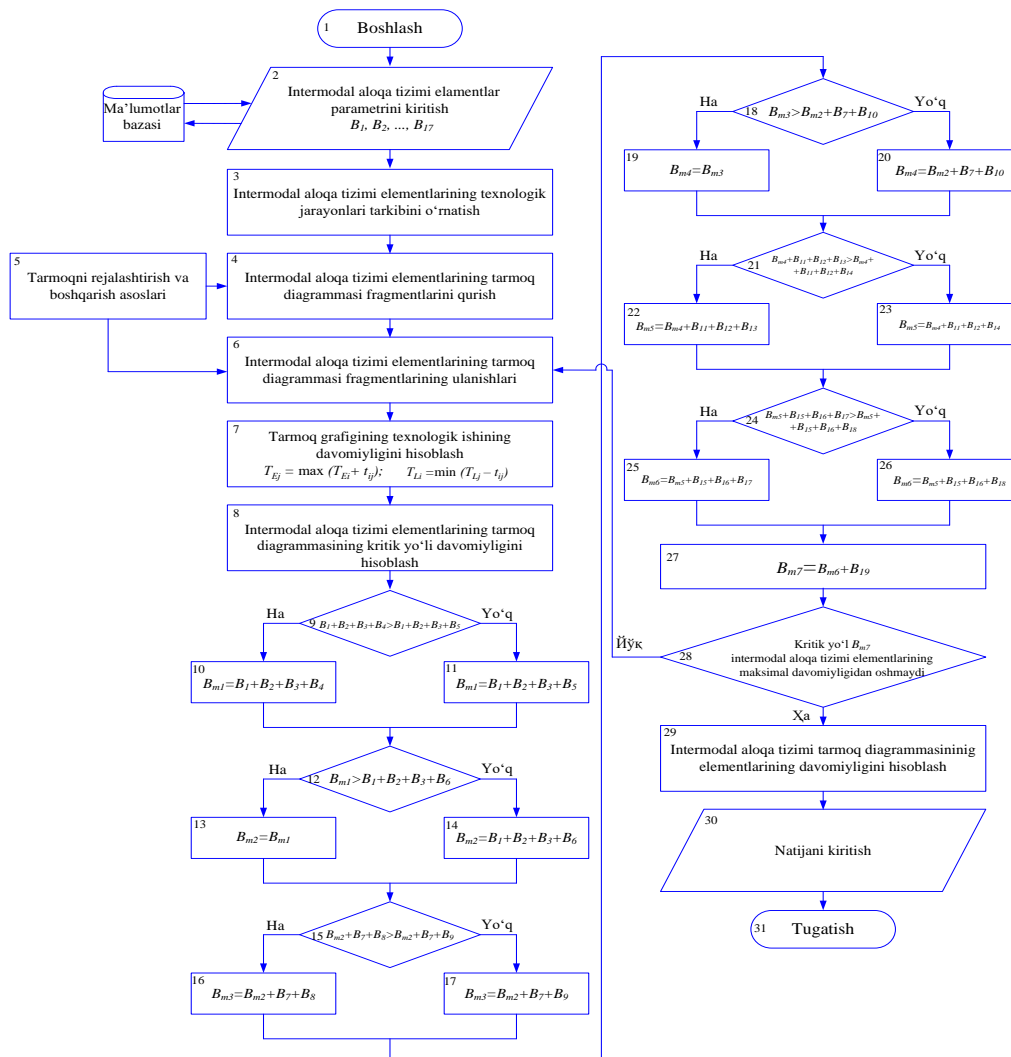 1
Boshlash
2
Intermodal aloqa tizimi elamentlar
parametrini kiritish
B1, B2, ..., B17
Ma’lumotlar
bazasi
3
Intermodal aloqa tizimi elementlarining texnologik
jarayonlari tarkibini o‘rnatish
5
Tarmoqni rejalashtirish va
boshqarish asoslari
4
Intermodal aloqa tizimi elementlarining tarmoq
diagrammasi fragmentlarini qurish
6
Intermodal aloqa tizimi elementlarining tarmoq
diagrammasi fragmentlarining ulanishlari
7
Tarmoq grafigining texnologik ishining
davomiyligini hisoblash
TEj = max (TEi+ tij); TLi =min (TLj – tij)
8
Intermodal aloqa tizimi elementlarining tarmoq
diagrammasining kritik yo‘li davomiyligini
hisoblash
Ha
Yo‘q
9 B1+B2+B3+B4>B1+B2+B3+B5
10
Bm1=B1+B2+B3+B4
11
Bm1=B1+B2+B3+B5
Ha
Yo‘q
12 Bm1>B1+B2+B3+B6
13
Bm2=Bm1
14
Bm2=B1+B2+B3+B6
Ha
Yo‘q
15 Bm2+B7+B8>Bm2+B7+B9
16
Bm3=Bm2+B7+B8
17
Bm3=Bm2+B7+B9
Ha
Yo‘q
18 Bm3>Bm2+B7+B10
19
Bm4=Bm3
20
Bm4=Bm2+B7+B10
Ha
Yo‘q
Bm4+B11+B12+B13>Bm4+
21 +B11+B12+B14
22
Bm5=Bm4+B11+B12+B13
23
Bm5=Bm4+B11+B12+B14
Ha
Yo‘q
Bm5+B15+B16+B17>Bm5+
24 +B15+B16+B18
25
Bm6=Bm5+B15+B16+B17
26
Bm6=Bm5+B15+B16+B18
27
Bm7=Bm6+B19
Йўқ
28
Kritik yo‘l Bm7
intermodal aloqa tizimi elementlarining
maksimal davomiyligidan oshmaydi
Ҳа
29
Intermodal aloqa tizimi tarmoq diagrammasininig
elementlarining davomiyligini hisoblash
30
Natijani kiritish
31
Tugatish